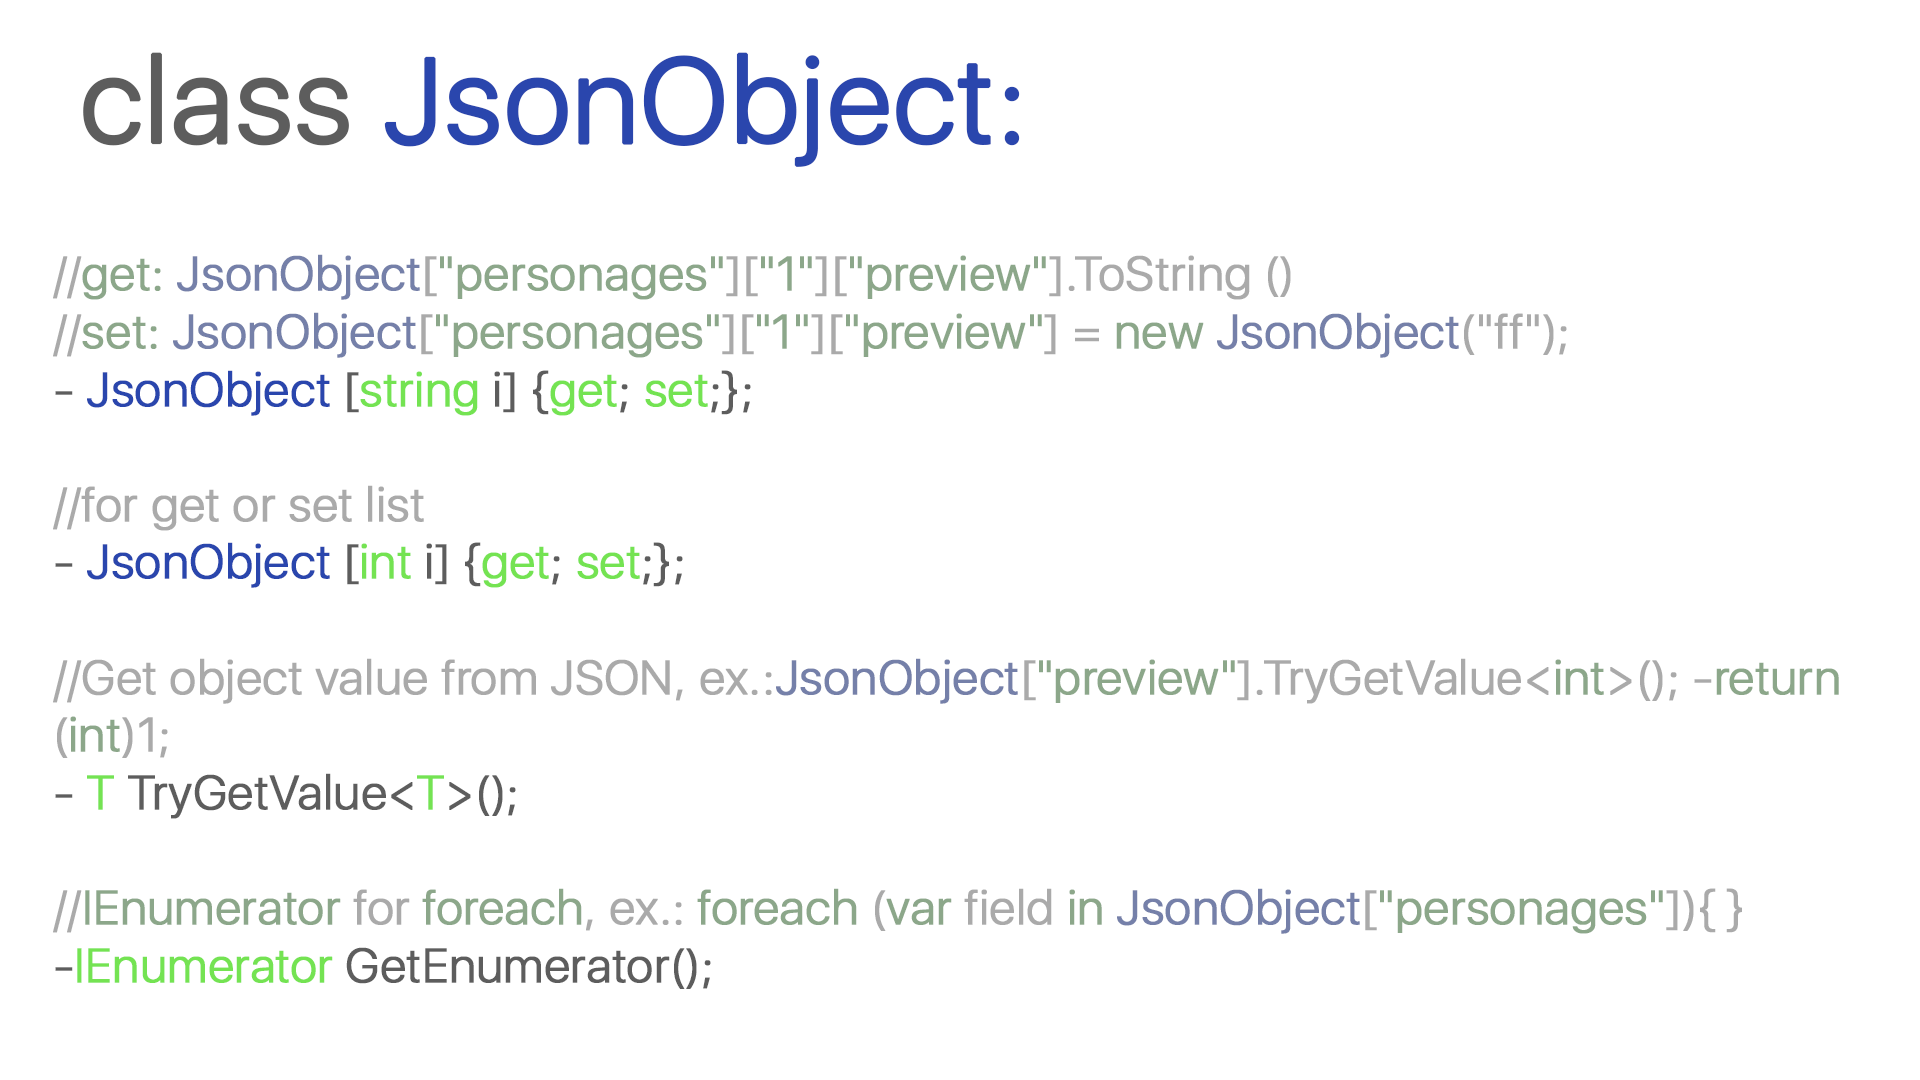 class JsonObject:
//get: JsonObject["personages"]["1"]["preview"].ToString ()
//set: JsonObject["personages"]["1"]["preview"] = new JsonObject("ff");
- JsonObject [string i] {get; set;};
//for get or set list
- JsonObject [int i] {get; set;};
//Get object value from JSON, ex.:JsonObject["preview"].TryGetValue<int>(); -return
(int)1;
- T TryGetValue<T>();
//IEnumerator for foreach, ex.: foreach (var field in JsonObject["personages"]){ }
-IEnumerator GetEnumerator();